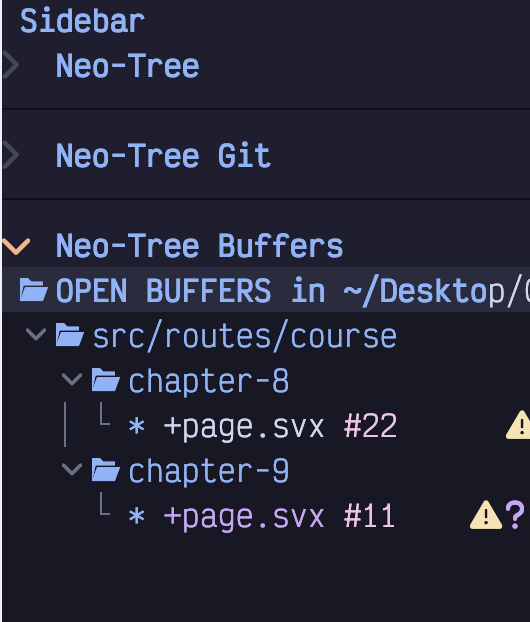 Sidebar
Neo-Tree
Neo-Tree Git
Neo-Tree Buffers
OPEN BUFFERS in ~/Desktop/
src/routes/course
chapter-8
* +page.svx #22
chapter-9
* +page.svx #11 ?